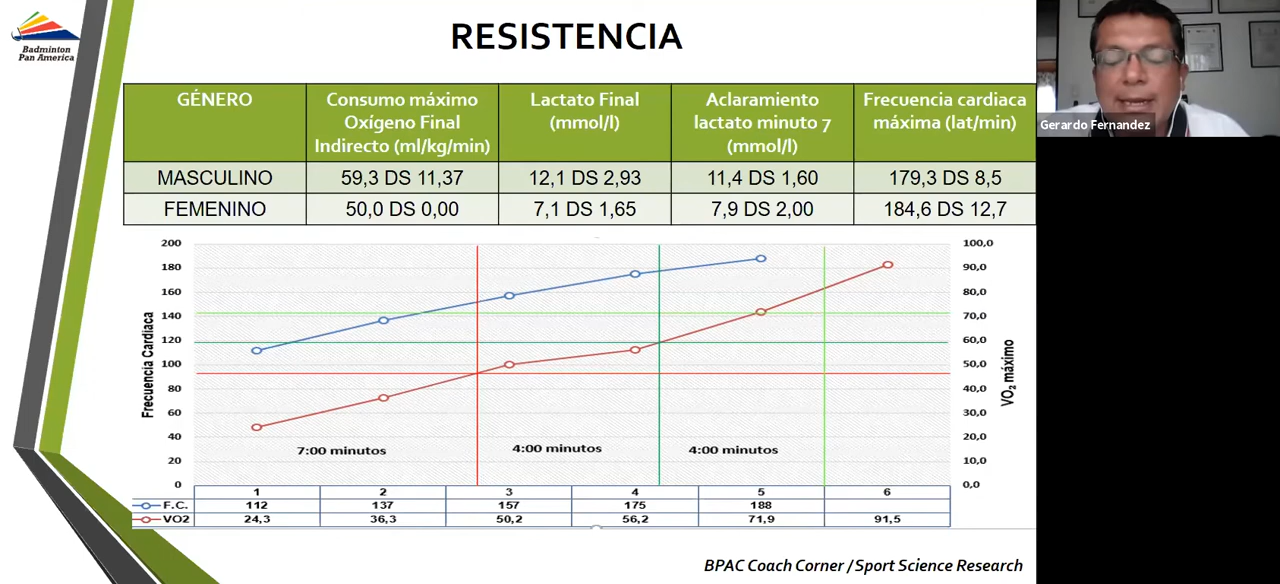 Badminton
Pan America
RESISTENCIA
GÉNERO
Consumo máximo
Oxígeno Final
Indirecto (ml/kg/min)
Lactato Final
(mmol/l)
Aclaramiento
lactato minuto 7
(mmol/l)
Frecuencia cardiaca
máxima (lat/min)
MASCULINO 59,3 DS 11,37 12,1 DS 2,93 11,4 DS 1,60 179,3 DS 8,5
FEMENINO 50,0 DS 0,00 7,1 DS 1,65 7,9 DS 2,00 184,6 DS 12,7
Gerardo Fernandez
Frecuencia Cardiaca
200
180
160
140
120
100
80
60
40
20
0
7:00 minutos
4:00 minutos
4:00 minutos
100,0
90,0
80,0
70,0
60,0
50,0
40,0
30,0
20,0
10,0
0,0
VO₂ máximo
1 2 3 4 5 6
F.C. 112 137 157 175 188
VO2 24,3 36,3 50,2 56,2 71,9 91,5
BPAC Coach Corner / Sport Science Research